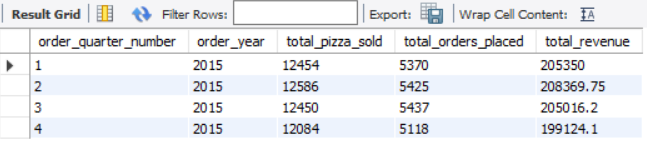 Result Grid Filter Rows: Export: Wrap Cell Content: IA
order_quarter_number order_year total_pizza_sold total_orders_placed total_revenue
1 2015 12454 5370 205350
2 2015 12586 5425 208369.75
3 2015 12450 5437 205016.2
4 2015 12084 5118 199124.1